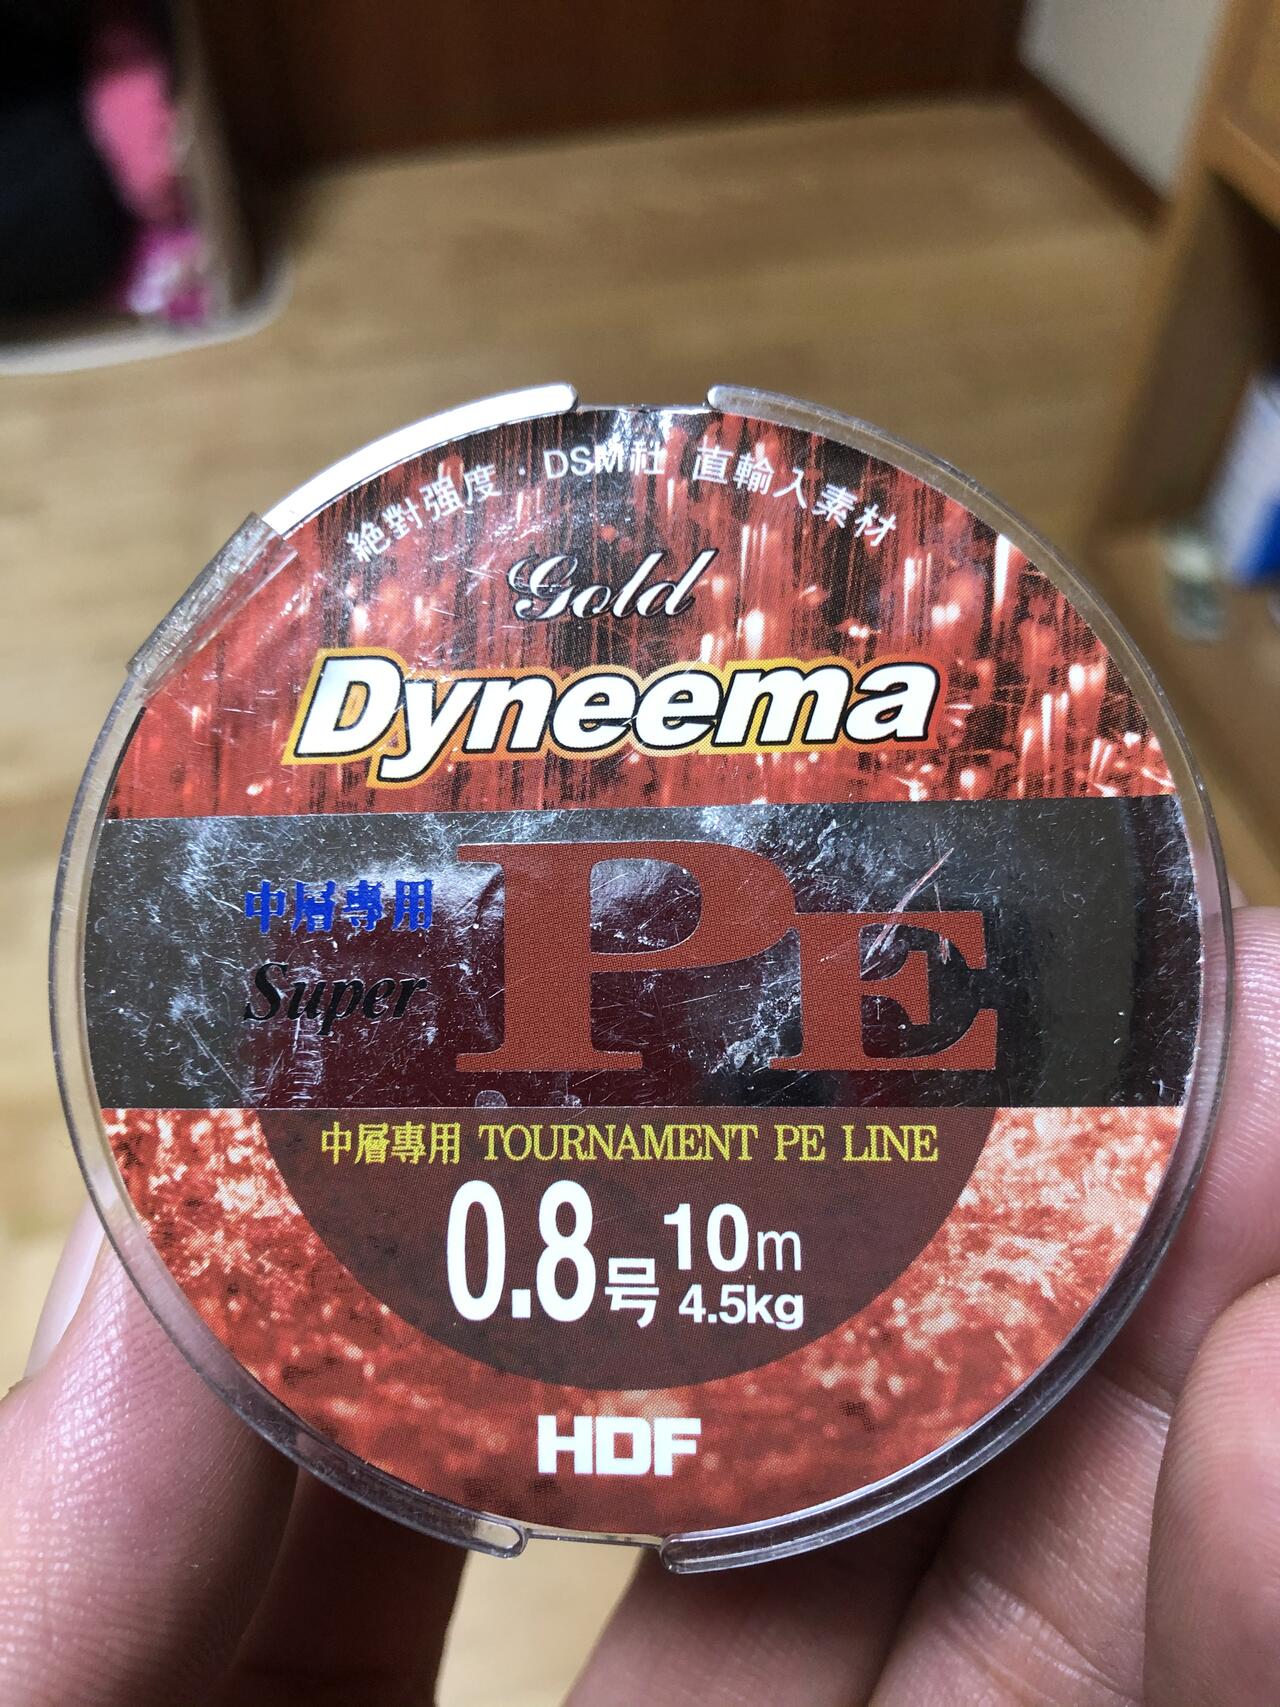 絶對强度・DSM社 直輸入素材
Gold
Dyneema
中層専用
Super
PE
中層専用 TOURNAMENT PE LINE
0.8号 10m
4.5kg
HDF